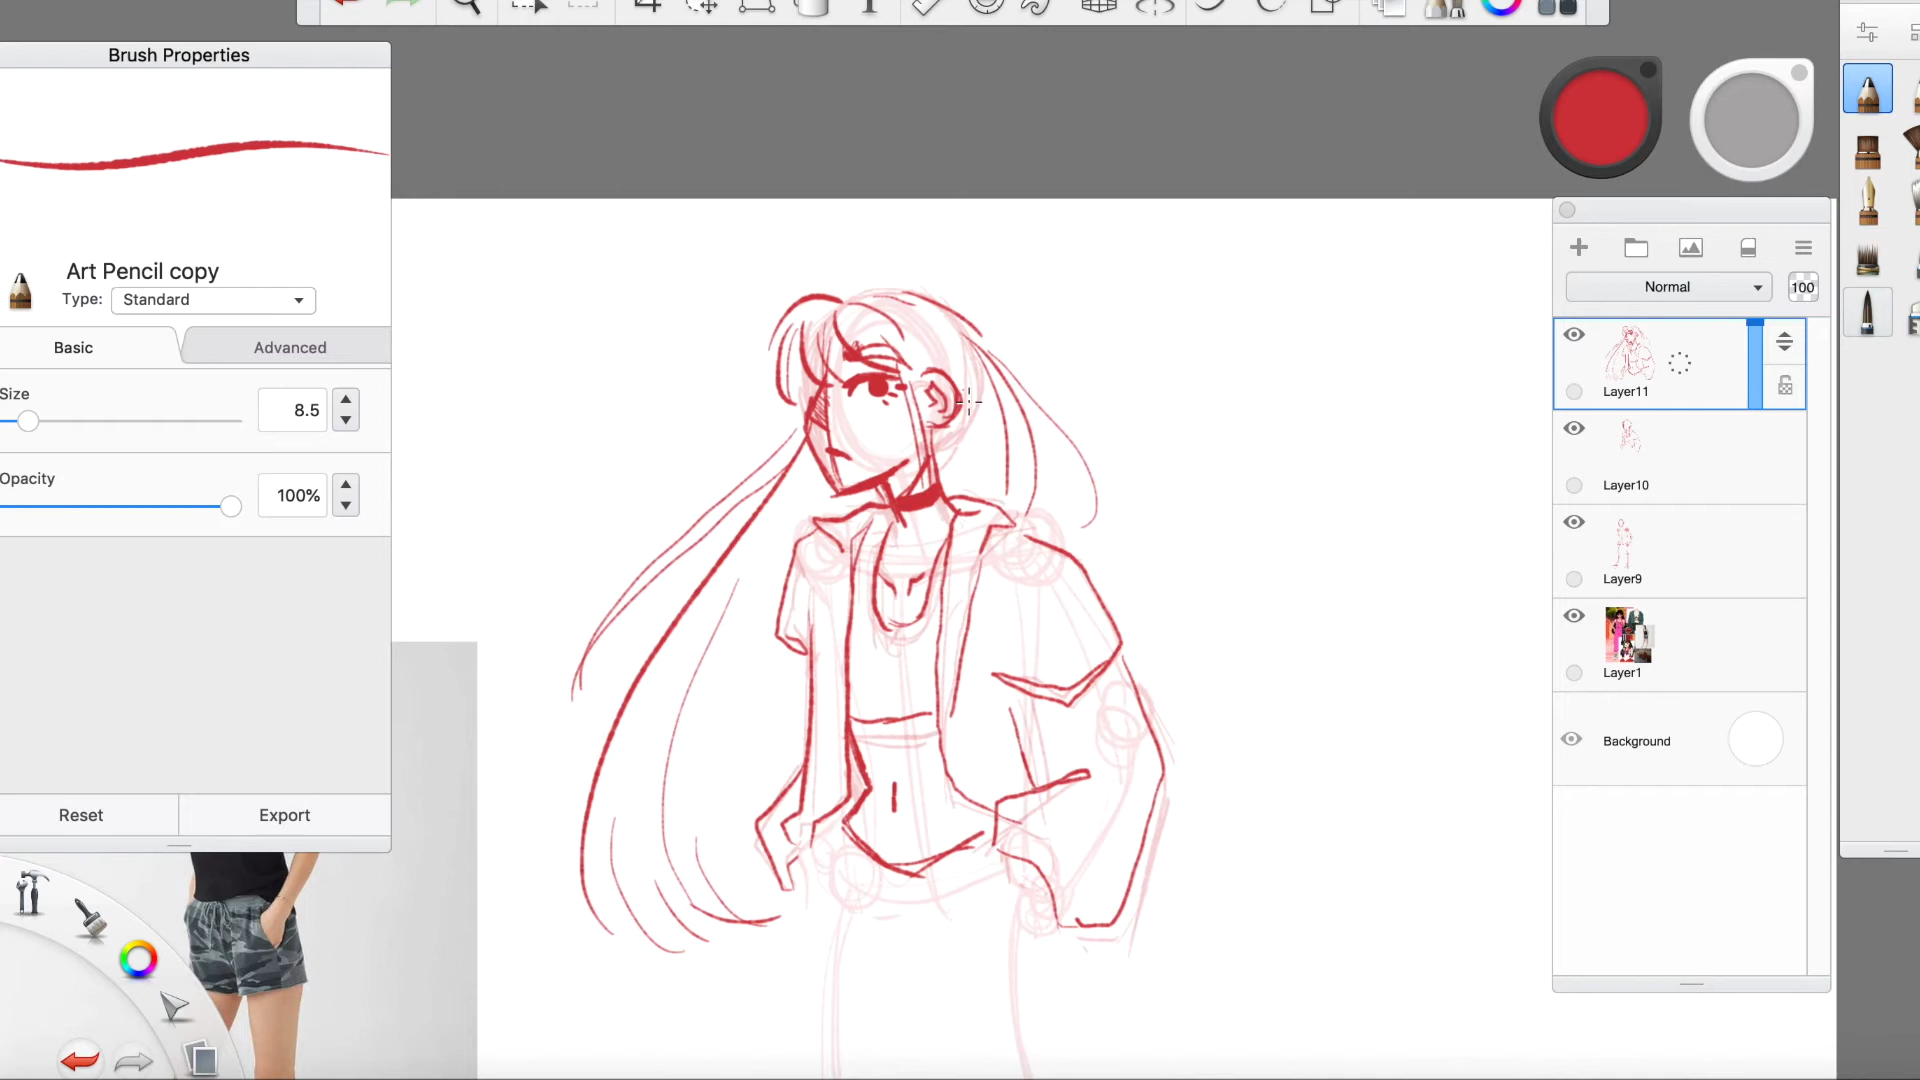 Brush Properties
Art Pencil copy
Type: Standard
Basic Advanced
Size 8.5
Opacity 100%
Reset Export
Normal 100
Layer11
Layer10
Layer9
Layer1
Background